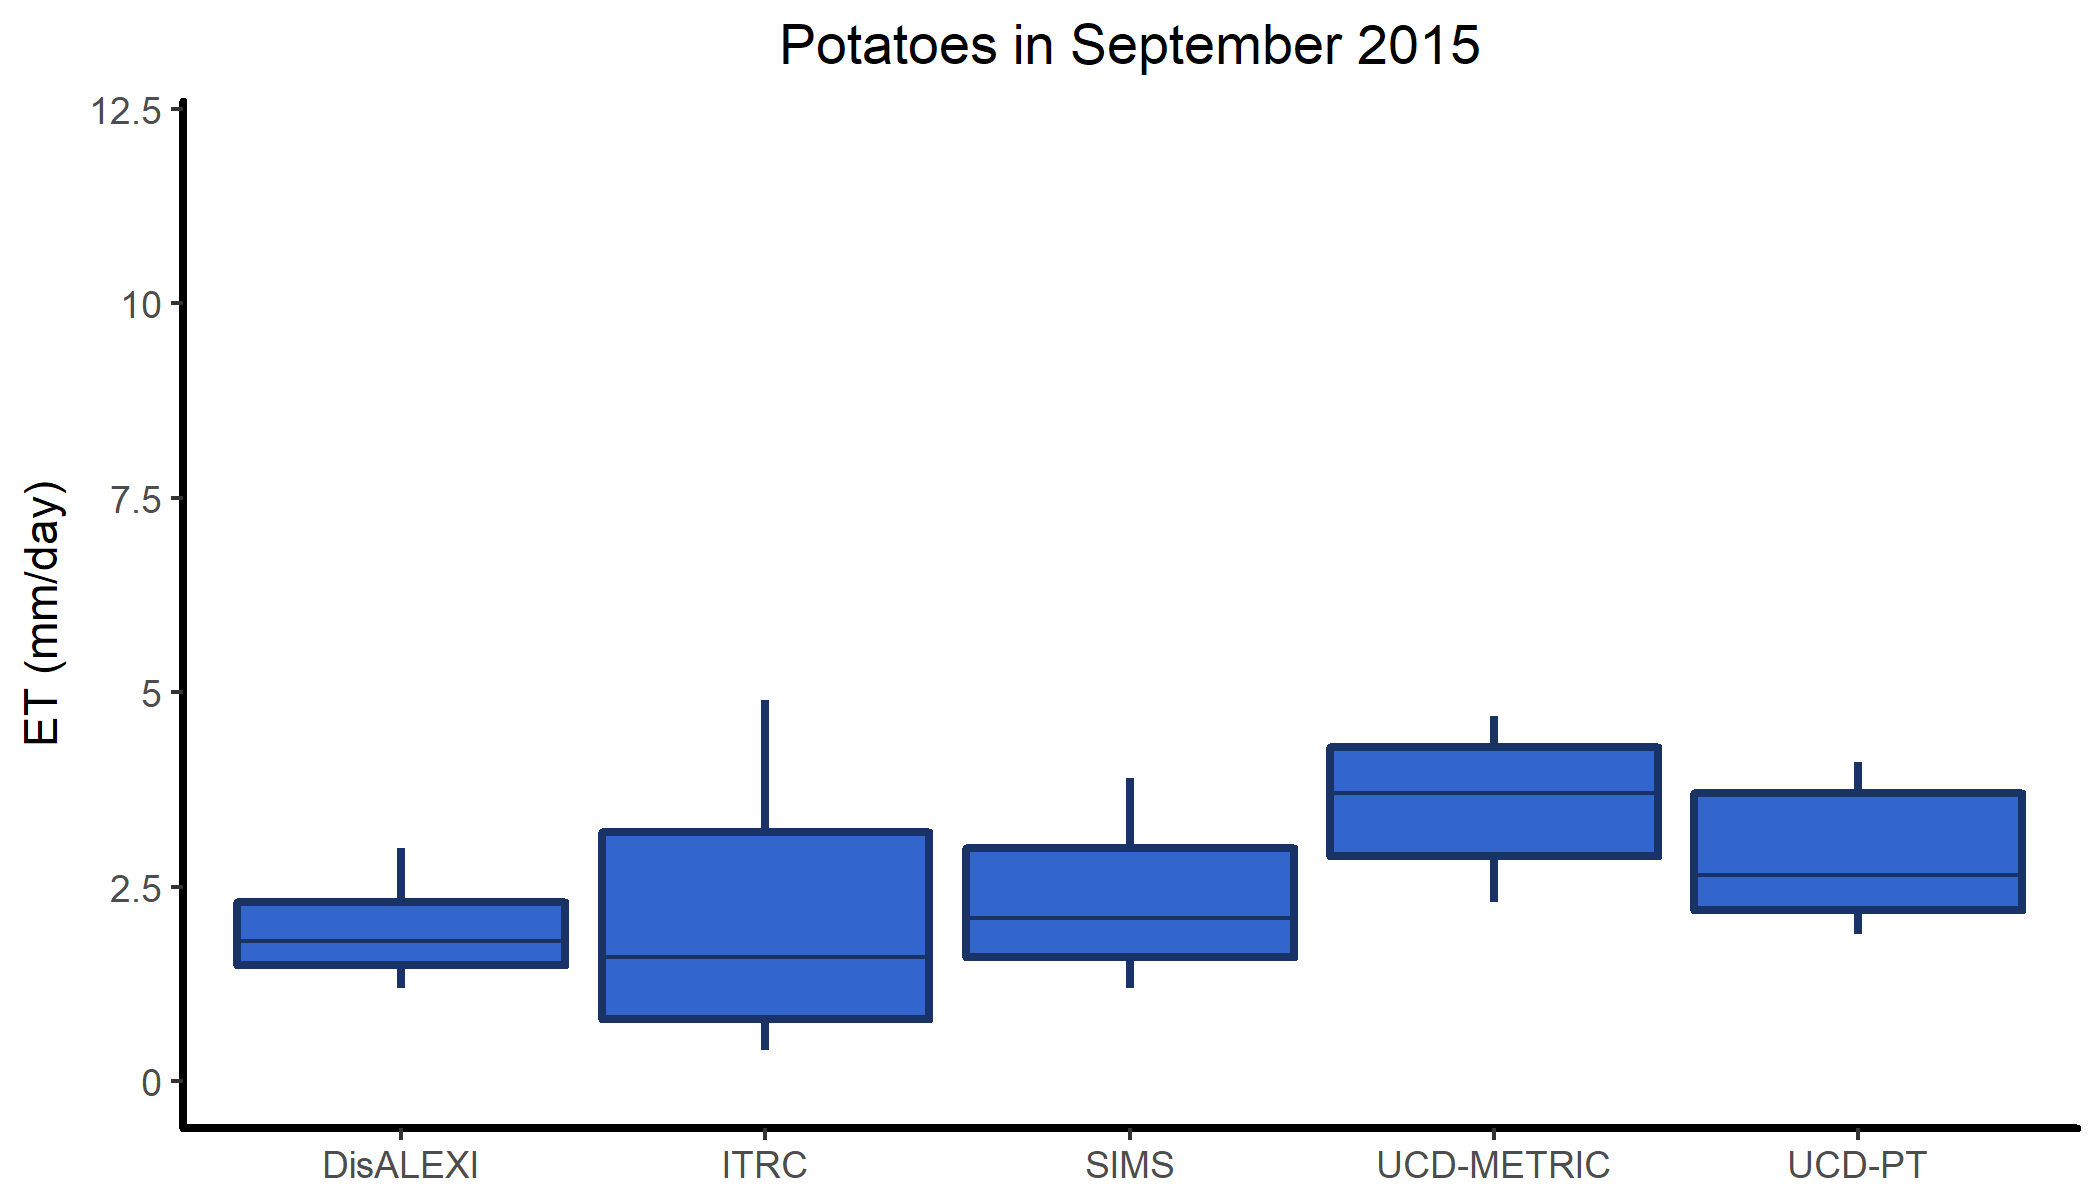 Potatoes in September 2015
12.5
10
7.5
5
2.5
0
ET (mm/day)
DisALEXI
ITRC
SIMS
UCD-METRIC
UCD-PT